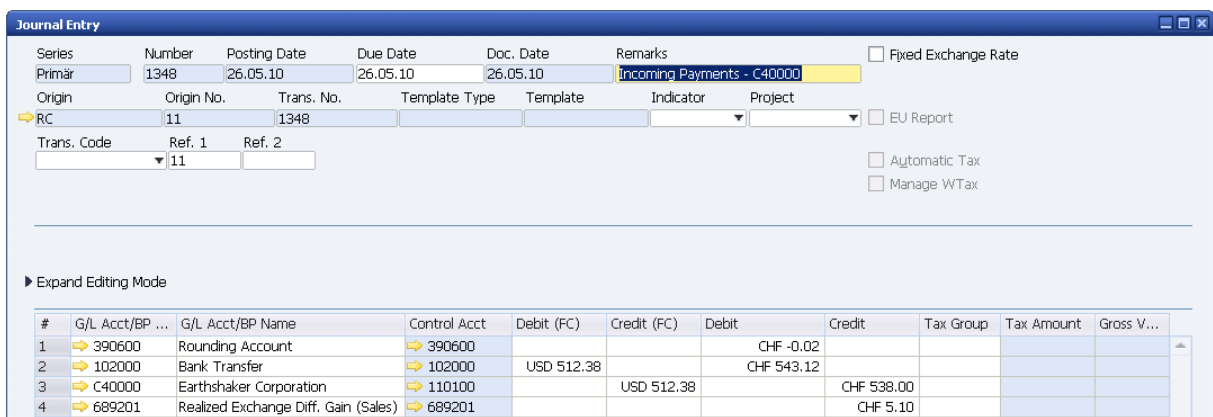 Journal Entry
Series Number Posting Date Due Date Doc. Date Remarks Fixed Exchange Rate
Primär 1348 26.05.10 26.05.10 26.05.10 Incoming Payments - C40000
Origin Origin No. Trans. No. Template Type Template Indicator Project
RC 11 1348 EU Report
Trans. Code Ref. 1 Ref. 2
11 Automatic Tax
Manage WTax
Expand Editing Mode
# G/L Acct/BP ... G/L Acct/BP Name Control Acct Debit (FC) Credit (FC) Debit Credit Tax Group Tax Amount Gross V...
1 390600 Rounding Account 390600 CHF -0.02
2 102000 Bank Transfer 102000 USD 512.38 CHF 543.12
3 C40000 Earthshaker Corporation 110100 USD 512.38 CHF 538.00
4 689201 Realized Exchange Diff. Gain (Sales) 689201 CHF 5.10